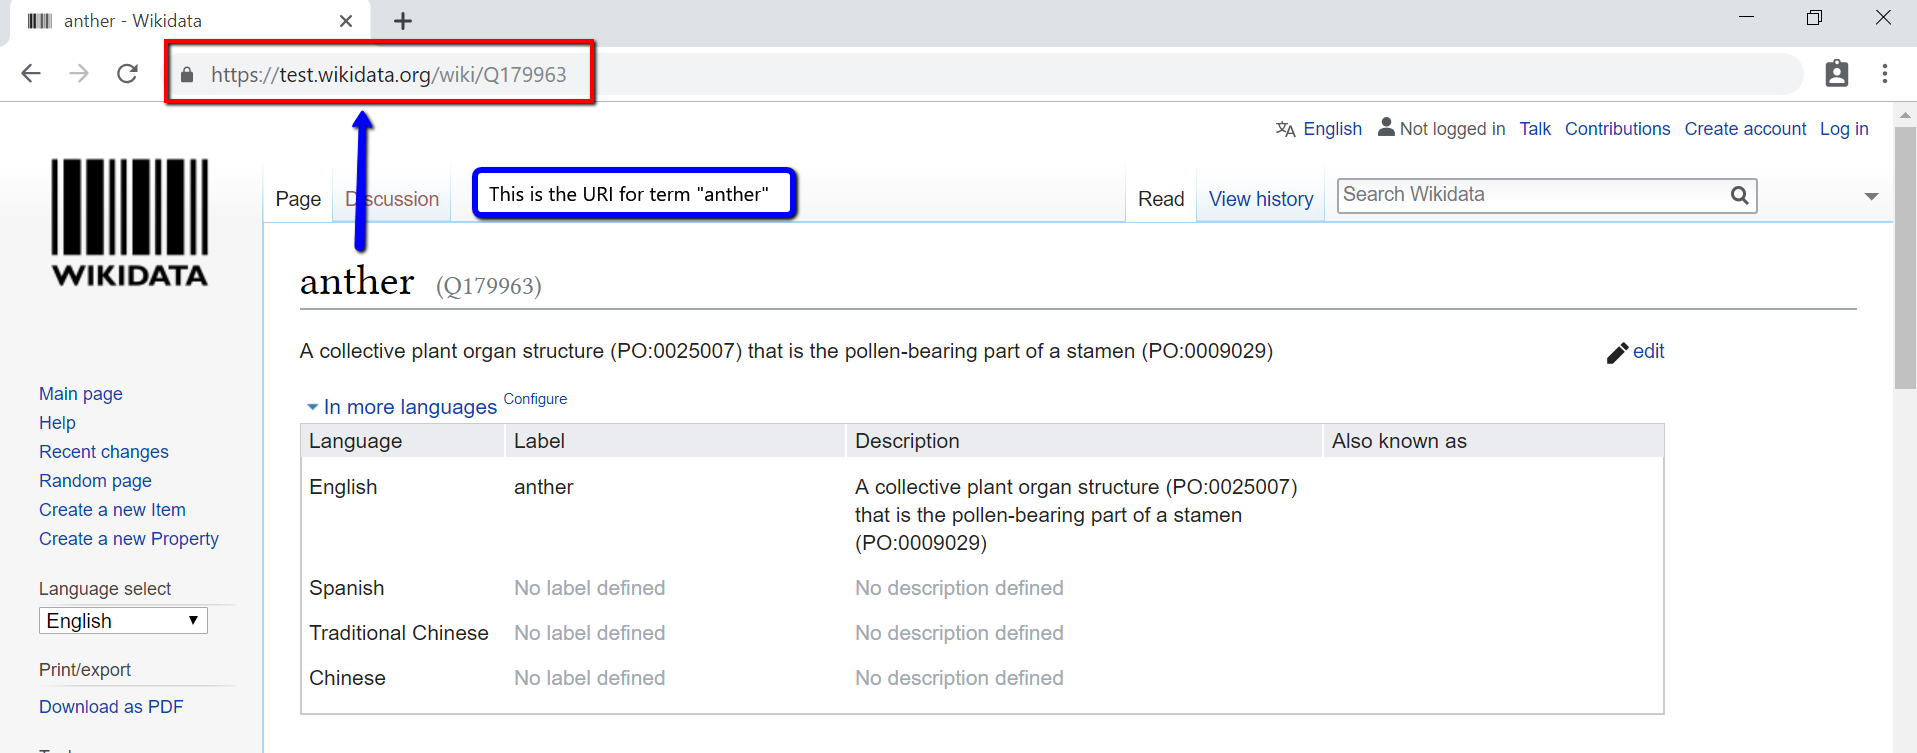 anther - Wikidata
https://test.wikidata.org/wiki/Q179963
English Not logged in Talk Contributions Create account Log in
WIKIDATA
Page Discussion
This is the URI for term "anther"
Read View history Search Wikidata
anther (Q179963)
A collective plant organ structure (PO:0025007) that is the pollen-bearing part of a stamen (PO:0009029)
edit
In more languages Configure
Language Label Description Also known as
English anther A collective plant organ structure (PO:0025007)
that is the pollen-bearing part of a stamen
(PO:0009029)
Spanish No label defined No description defined
Traditional Chinese No label defined No description defined
Chinese No label defined No description defined
Main page
Help
Recent changes
Random page
Create a new Item
Create a new Property
Language select
English
Print/export
Download as PDF